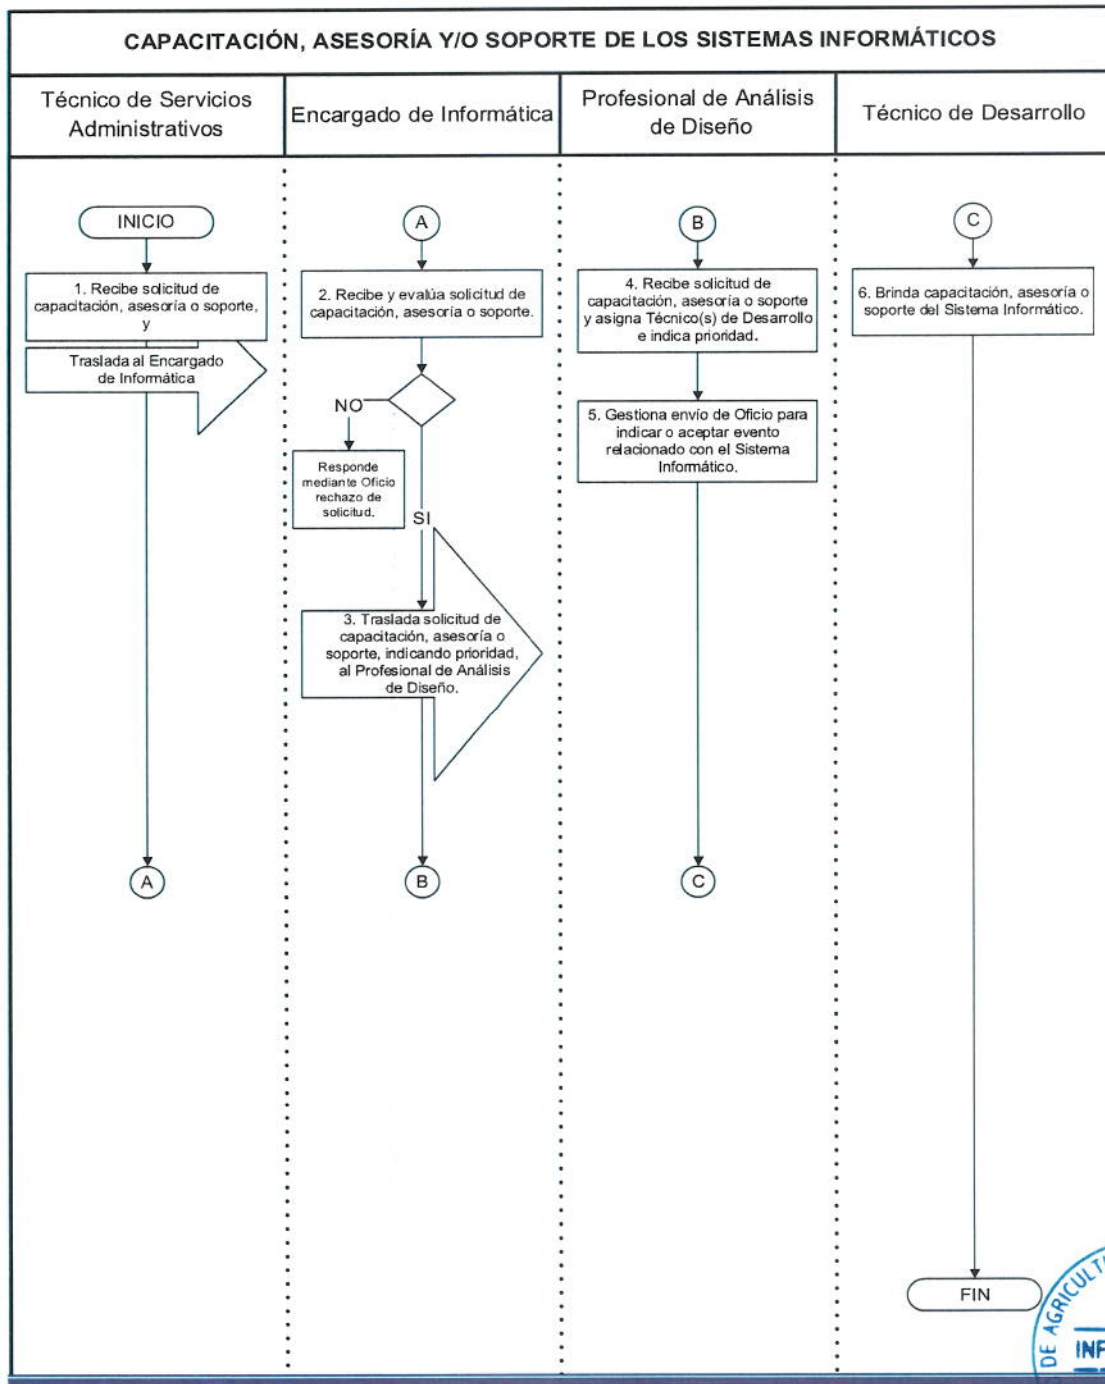 CAPACITACIÓN, ASESORÍA Y/O SOPORTE DE LOS SISTEMAS INFORMÁTICOS
Técnico de Servicios
Administrativos
Encargado de Informática
Profesional de Análisis
de Diseño
Técnico de Desarrollo
INICIO
1. Recibe solicitud de
capacitación, asesoría o soporte,
y
Traslada al Encargado
de Informática
A
A
2. Recibe y evalúa solicitud de
capacitación, asesoría o soporte.
NO
Responde
mediante Oficio
rechazo de
solicitud.
SI
3. Traslada solicitud de
capacitación, asesoría o
soporte, indicando prioridad,
al Profesional de Análisis
de Diseño.
B
B
4. Recibe solicitud de
capacitación, asesoría o soporte
y asigna Técnico(s) de Desarrollo
e indica prioridad.
5. Gestiona envío de Oficio para
indicar o aceptar evento
relacionado con el Sistema
Informático.
C
C
6. Brinda capacitación, asesoría o
soporte del Sistema Informático.
FIN
DE AGRICULT
INF